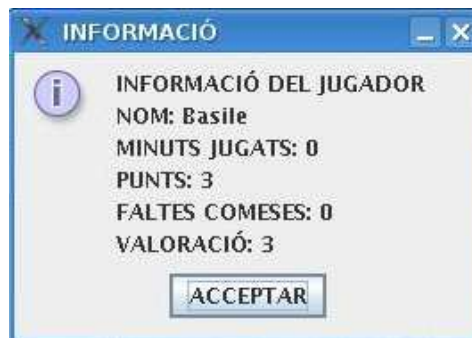 INFORMACIÓ
INFORMACIÓ DEL JUGADOR
NOM: Basile
MINUTS JUGATS: 0
PUNTS: 3
FALTES COMESES: 0
VALORACIÓ: 3
ACCEPTAR